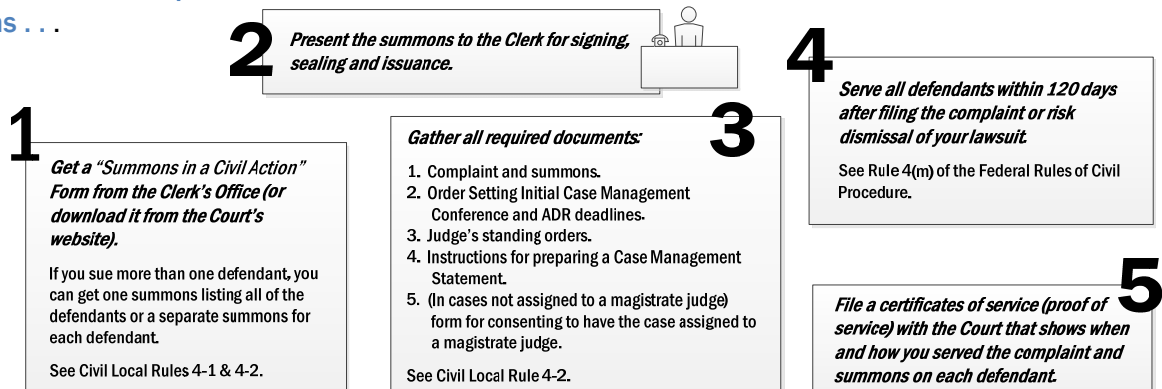 ns . . .
1
Get a “Summons in a Civil Action”
Form from the Clerk’s Office (or
download it from the Court’s
website).
If you sue more than one defendant, you
can get one summons listing all of the
defendants or a separate summons for
each defendant.
See Civil Local Rules 4-1 & 4-2.
2
Present the summons to the Clerk for signing,
sealing and issuance.
3
Gather all required documents:
1. Complaint and summons.
2. Order Setting Initial Case Management
Conference and ADR deadlines.
3. Judge’s standing orders.
4. Instructions for preparing a Case Management
Statement.
5. (In cases not assigned to a magistrate judge)
form for consenting to have the case assigned to
a magistrate judge.
See Civil Local Rule 4-2.
4
Serve all defendants within 120 days
after filing the complaint or risk
dismissal of your lawsuit.
See Rule 4(m) of the Federal Rules of Civil
Procedure.
5
File a certificates of service (proof of
service) with the Court that shows when
and how you served the complaint and
summons on each defendant.